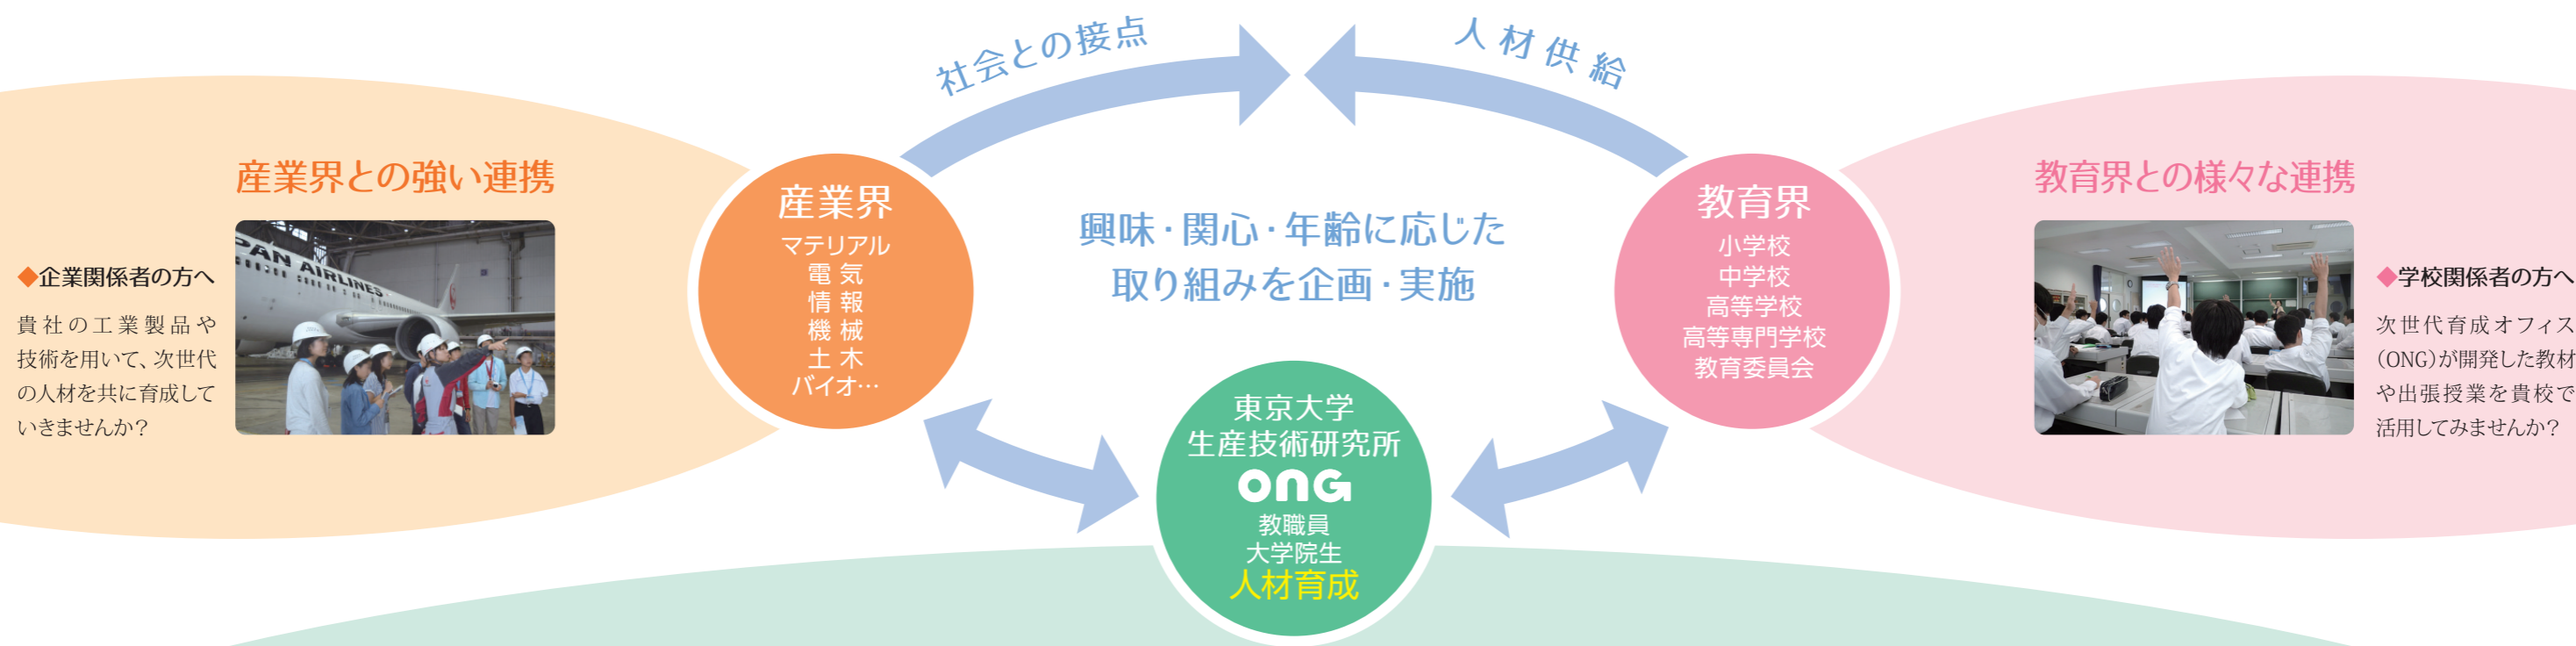 社会との接点
人材供給
産業界との強い連携
◆企業関係者の方へ
貴社の工業製品や
技術を用いて、次世代
の人材を共に育成して
いきませんか?
PAN AIRLINES
産業界
マテリアル
電気
情報
機械
土木
バイオ…
興味・関心・年齢に応じた
取り組みを企画・実施
東京大学
生産技術研究所
ONG
教職員
大学院生
人材育成
教育界
小学校
中学校
高等学校
高等専門学校
教育委員会
教育界との様々な連携
◆学校関係者の方へ
次世代育成オフィス
(ONG)が開発した教材
や出張授業を貴校で
活用してみませんか?